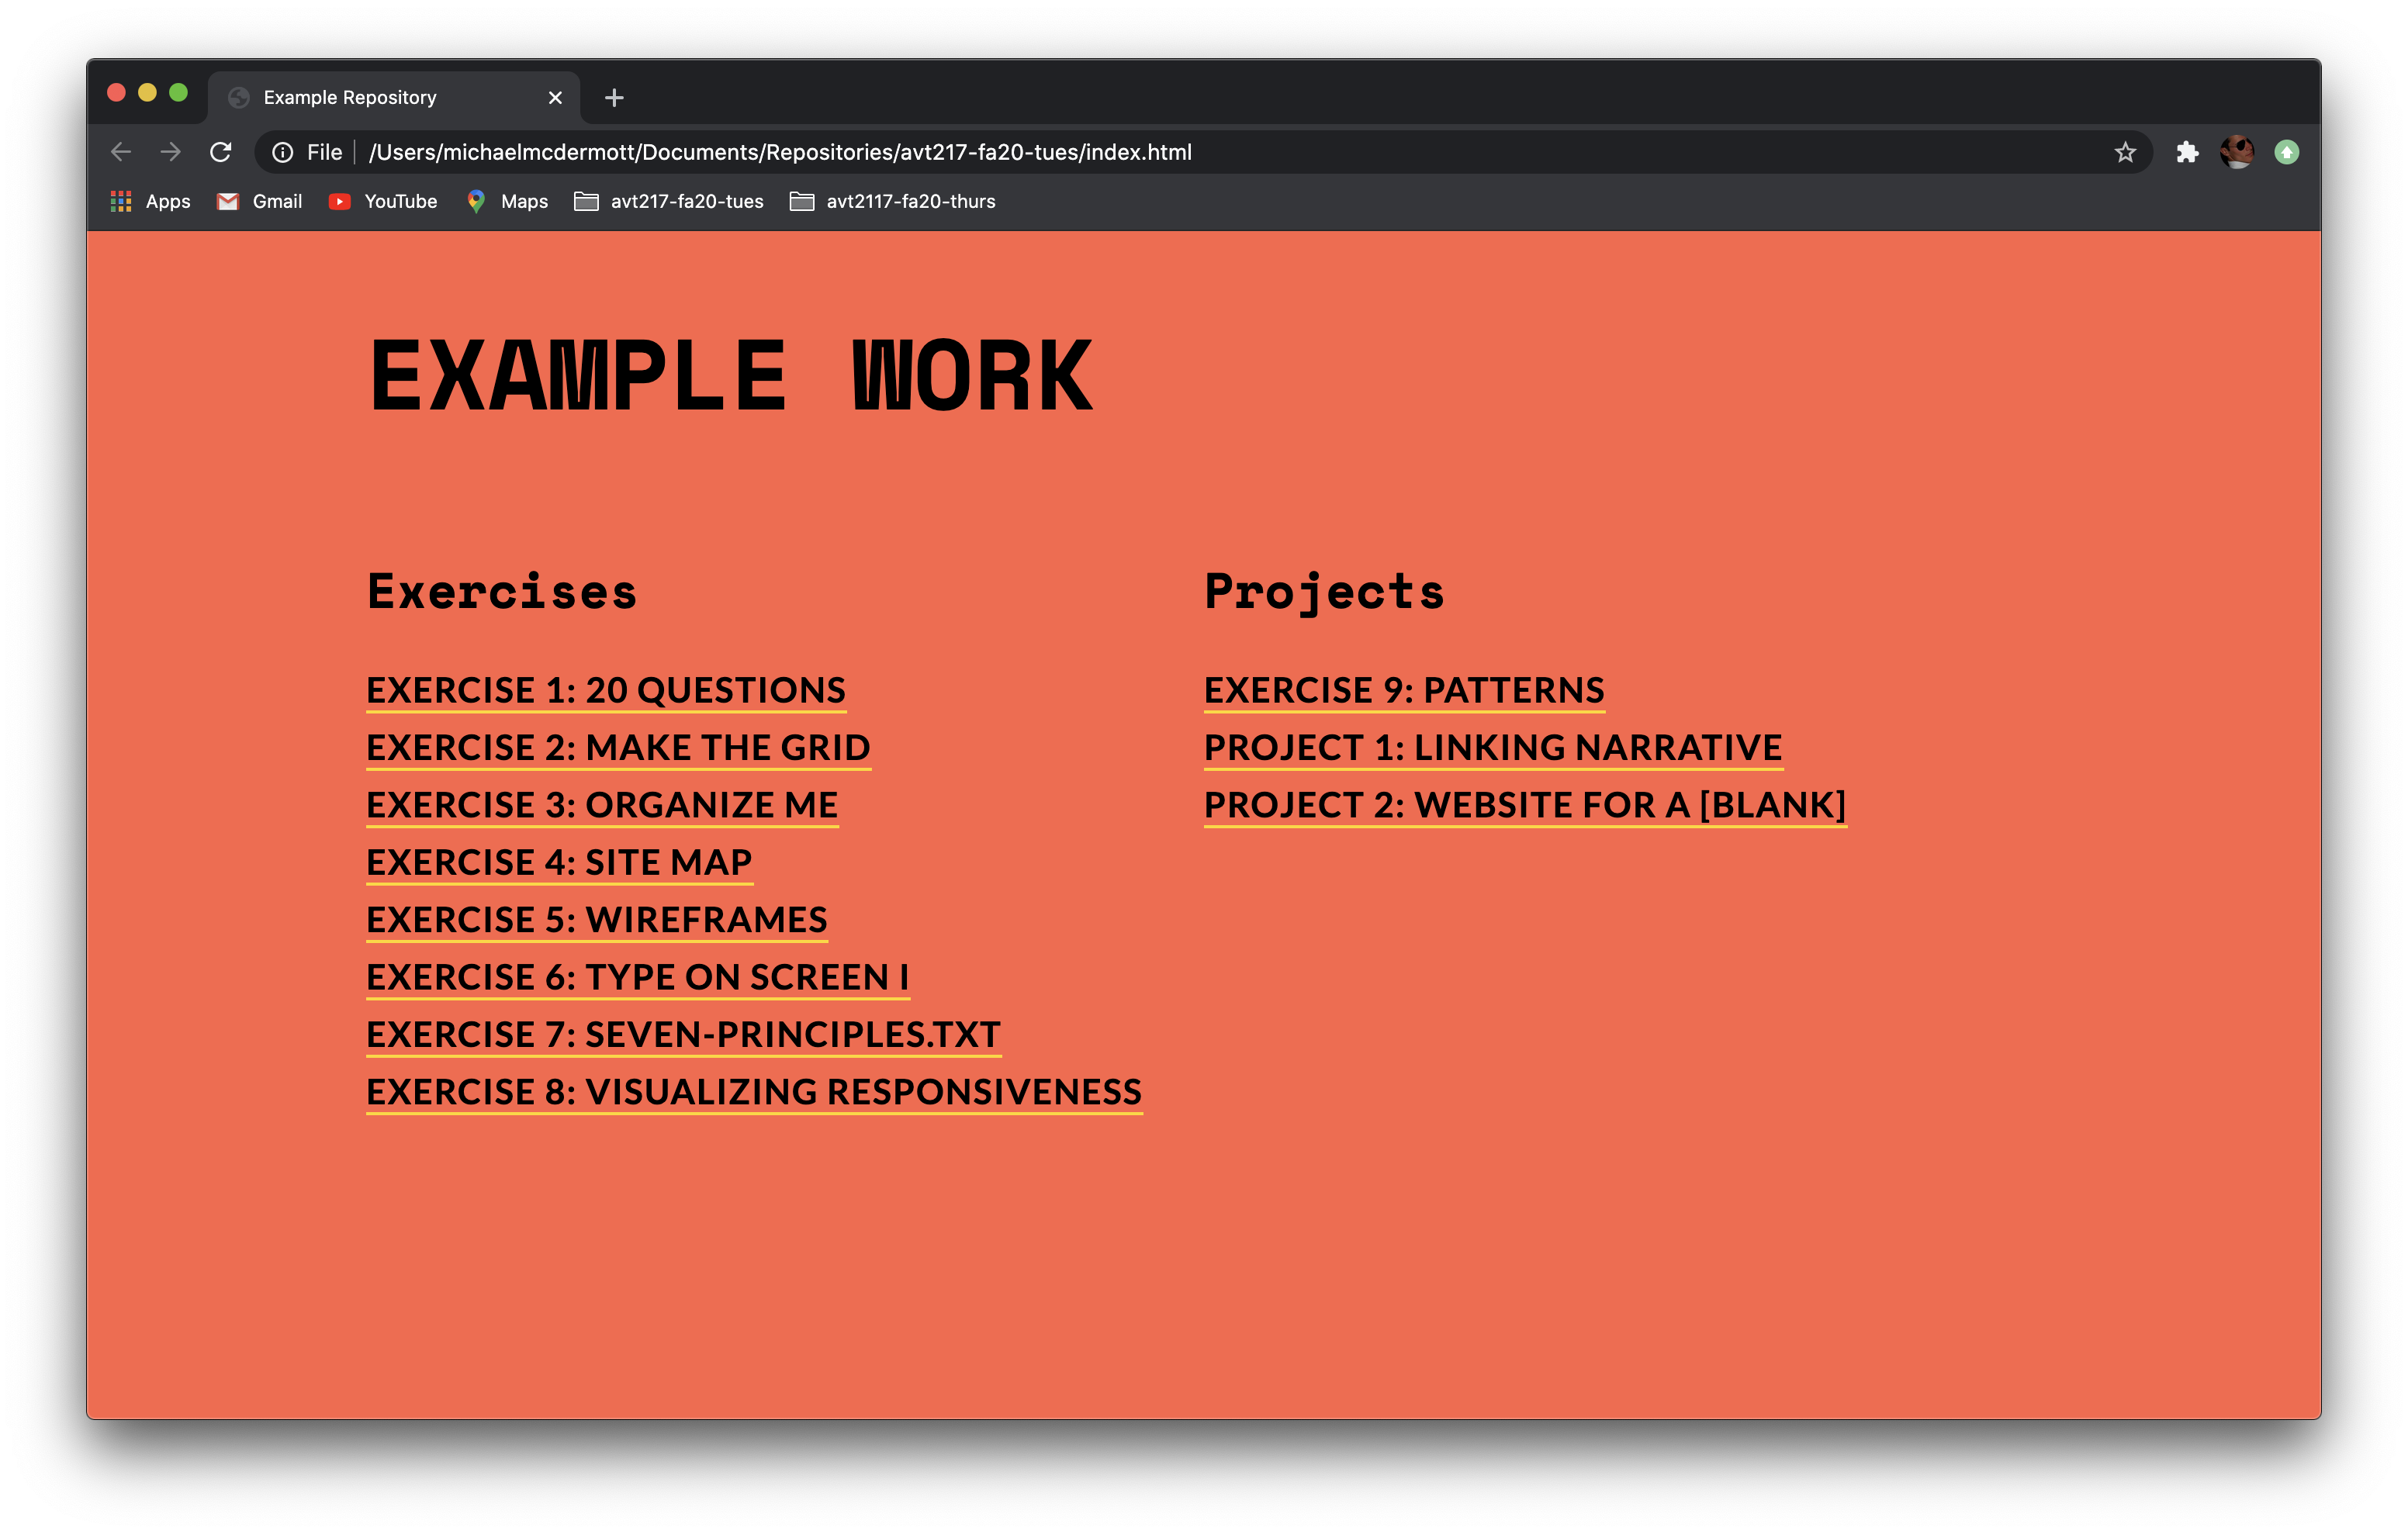 Example Repository
File /Users/michaelmcdermott/Documents/Repositories/avt217-fa20-tues/index.html
Apps Gmail YouTube Maps avt217-fa20-tues avt2117-fa20-thurs
EXAMPLE WORK
Exercises
EXERCISE 1: 20 QUESTIONS
EXERCISE 2: MAKE THE GRID
EXERCISE 3: ORGANIZE ME
EXERCISE 4: SITE MAP
EXERCISE 5: WIREFRAMES
EXERCISE 6: TYPE ON SCREEN I
EXERCISE 7: SEVEN-PRINCIPLES.TXT
EXERCISE 8: VISUALIZING RESPONSIVENESS
Projects
EXERCISE 9: PATTERNS
PROJECT 1: LINKING NARRATIVE
PROJECT 2: WEBSITE FOR A [BLANK]